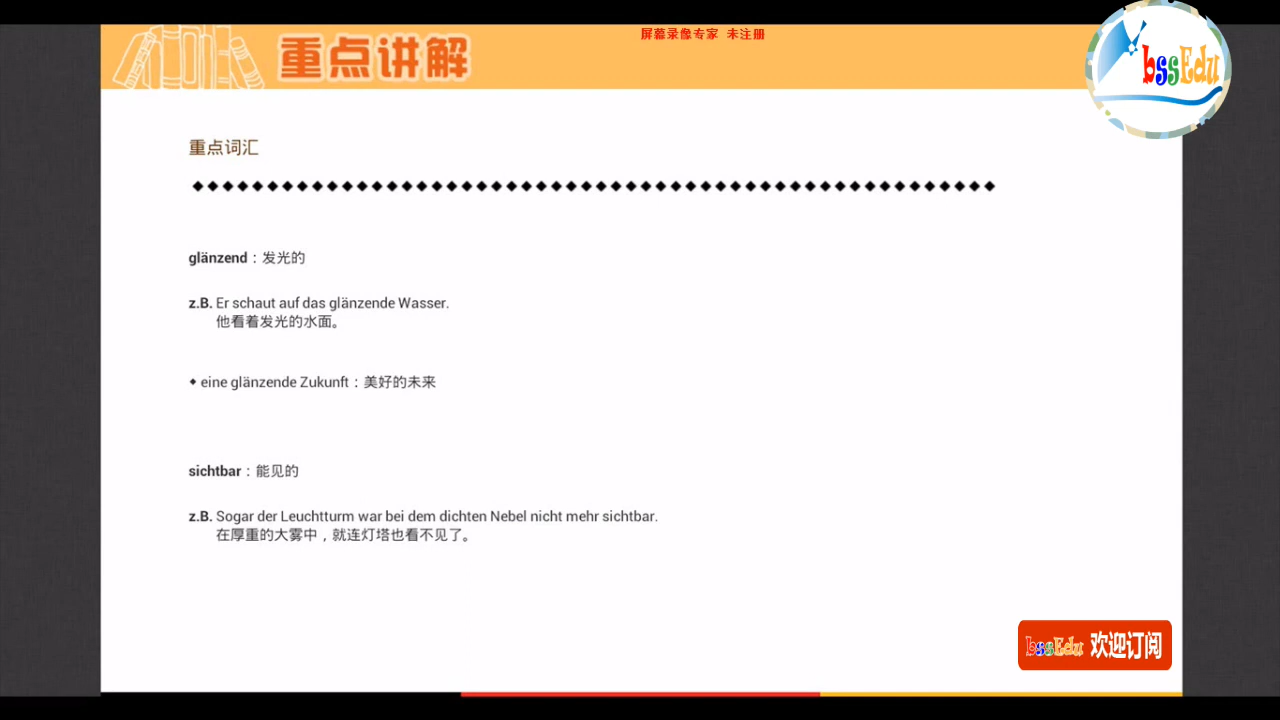 屏幕录像专家 未注册
重点讲解
bssEdu
重点词汇
glänzend：发光的
z.B. Er schaut auf das glänzende Wasser.
他看着发光的水面。
◆ eine glänzende Zukunft：美好的未来
sichtbar：能见的
z.B. Sogar der Leuchtturm war bei dem dichten Nebel nicht mehr sichtbar.
在厚重的大雾中，就连灯塔也看不见了。
bssEdu 欢迎订阅